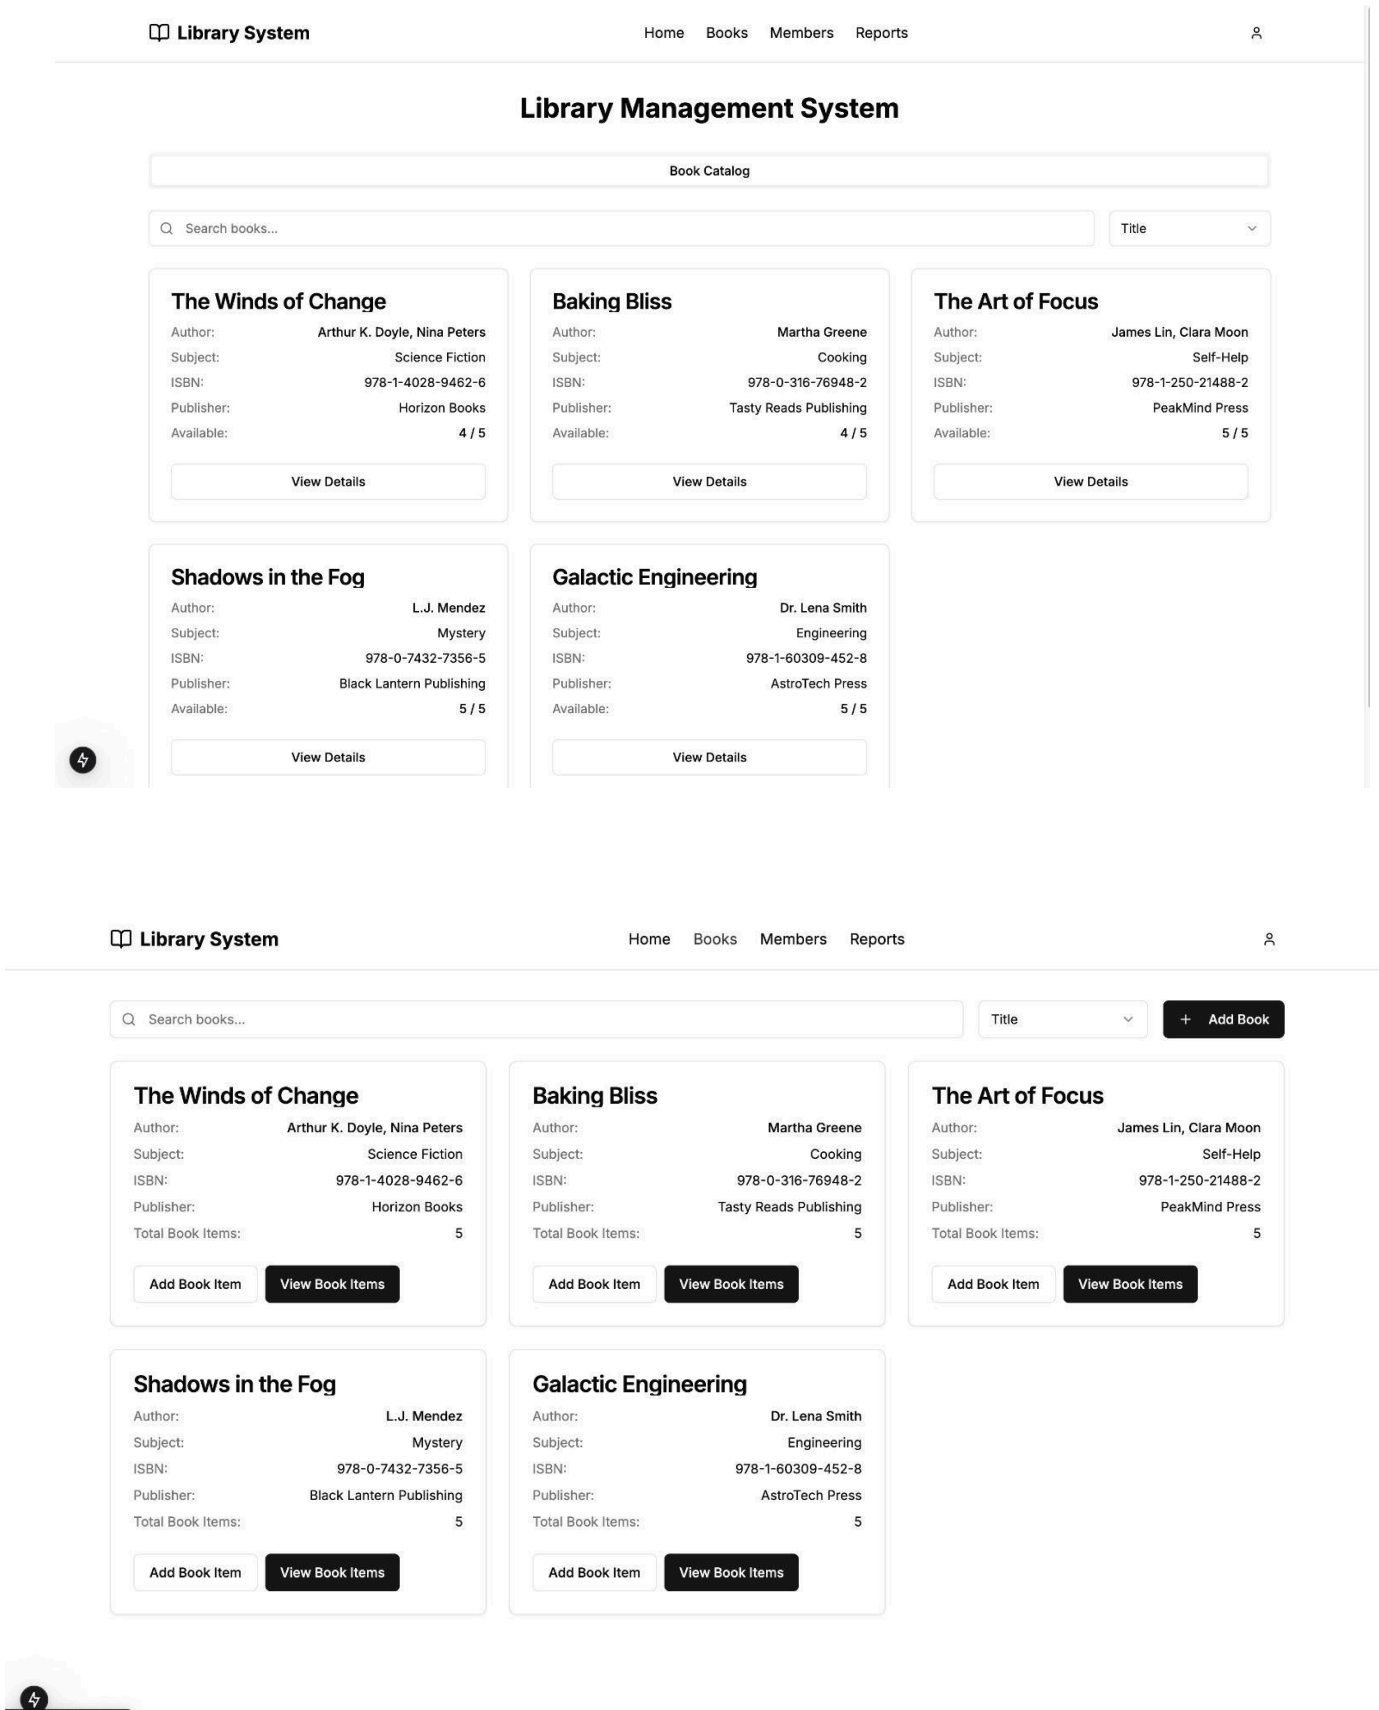 Library System Home Books Members Reports
Library Management System
Book Catalog
Search books... Title
The Winds of Change
Author: Arthur K. Doyle, Nina Peters
Subject: Science Fiction
ISBN: 978-1-4028-9462-6
Publisher: Horizon Books
Available: 4 / 5
View Details
Baking Bliss
Author: Martha Greene
Subject: Cooking
ISBN: 978-0-316-76948-2
Publisher: Tasty Reads Publishing
Available: 4 / 5
View Details
The Art of Focus
Author: James Lin, Clara Moon
Subject: Self-Help
ISBN: 978-1-250-21488-2
Publisher: PeakMind Press
Available: 5 / 5
View Details
Shadows in the Fog
Author: L.J. Mendez
Subject: Mystery
ISBN: 978-0-7432-7356-5
Publisher: Black Lantern Publishing
Available: 5 / 5
View Details
Galactic Engineering
Author: Dr. Lena Smith
Subject: Engineering
ISBN: 978-1-60309-452-8
Publisher: AstroTech Press
Available: 5 / 5
View Details
Library System Home Books Members Reports
Search books... Title + Add Book
The Winds of Change
Author: Arthur K. Doyle, Nina Peters
Subject: Science Fiction
ISBN: 978-1-4028-9462-6
Publisher: Horizon Books
Total Book Items: 5
Add Book Item View Book Items
Baking Bliss
Author: Martha Greene
Subject: Cooking
ISBN: 978-0-316-76948-2
Publisher: Tasty Reads Publishing
Total Book Items: 5
Add Book Item View Book Items
The Art of Focus
Author: James Lin, Clara Moon
Subject: Self-Help
ISBN: 978-1-250-21488-2
Publisher: PeakMind Press
Total Book Items: 5
Add Book Item View Book Items
Shadows in the Fog
Author: L.J. Mendez
Subject: Mystery
ISBN: 978-0-7432-7356-5
Publisher: Black Lantern Publishing
Total Book Items: 5
Add Book Item View Book Items
Galactic Engineering
Author: Dr. Lena Smith
Subject: Engineering
ISBN: 978-1-60309-452-8
Publisher: AstroTech Press
Total Book Items: 5
Add Book Item View Book Items